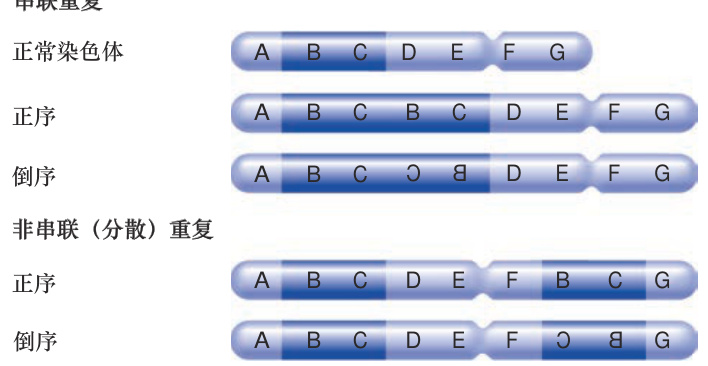 串联重复
正常染色体 A B C D E F G
正序 A B C B C D E F G
倒序 A B C Ɔ ᗺ D E F G
非串联（分散）重复
正序 A B C D E F B C G
倒序 A B C D E F Ɔ ᗺ G